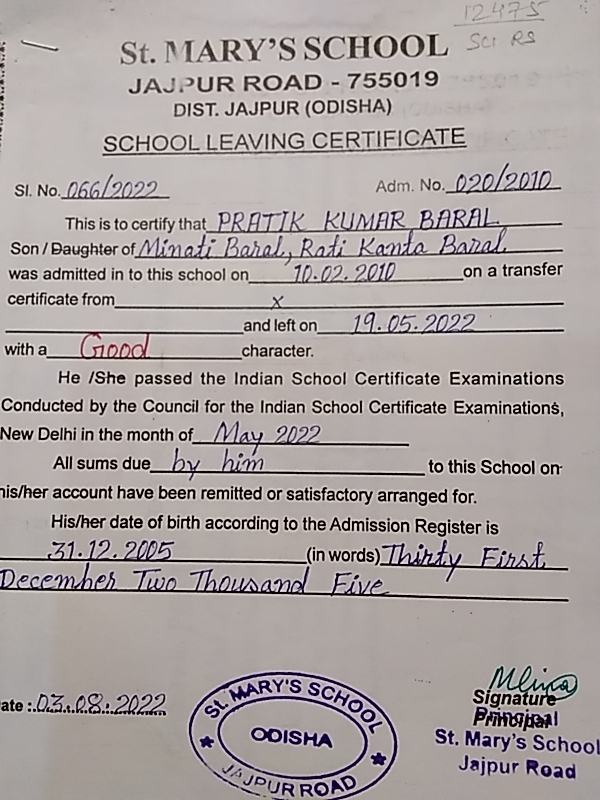 12475
Sci RS
St. MARY'S SCHOOL
JAJPUR ROAD - 755019
DIST. JAJPUR (ODISHA)
SCHOOL LEAVING CERTIFICATE
Sl. No. 066/2022 Adm. No. 020/2010
This is to certify that PRATIK KUMAR BARAL
Son / Daughter of Minati Baral, Rati Kanta Baral
was admitted in to this school on 10.02.2010 on a transfer
certificate from x
and left on 19.05.2022
with a Good character.
He /She passed the Indian School Certificate Examinations
Conducted by the Council for the Indian School Certificate Examinations,
New Delhi in the month of May 2022
All sums due by him to this School on
his/her account have been remitted or satisfactory arranged for.
His/her date of birth according to the Admission Register is
31.12.2005 (in words) Thirty First
December Two Thousand Five
ate :.03.08.2022
St. MARY'S SCHOOL
ODISHA
JAJPUR ROAD
Signature
Principal
Principal
St. Mary's School
Jajpur Road